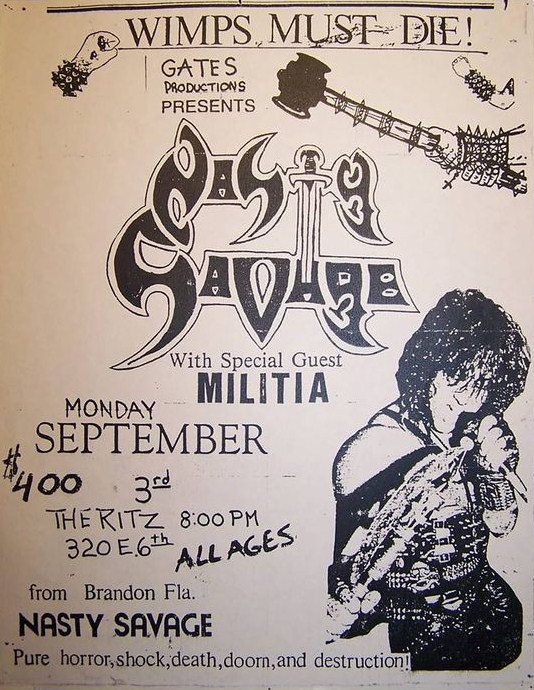 WIMPS MUST DIE!
GATES
PRODUCTIONS
PRESENTS
NASTY
SAVAGE
With Special Guest
MILITIA
MONDAY
SEPTEMBER
$400 3rd
THE RITZ 8:00 PM
320 E. 6th ALL AGES
from Brandon Fla.
NASTY SAVAGE
Pure horror, shock, death, doom, and destruction!